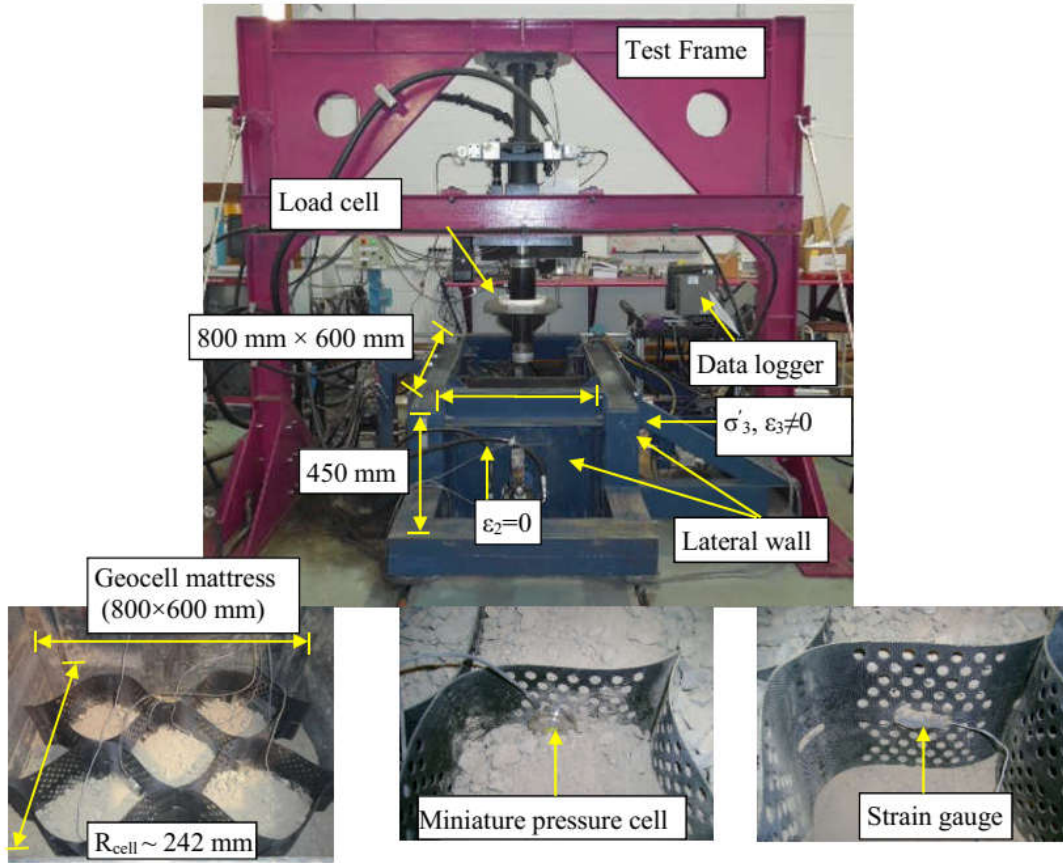 Test Frame
Load cell
800 mm × 600 mm
Data logger
σ′₃, ε₃≠0
450 mm
ε₂=0
Lateral wall
Geocell mattress
(800×600 mm)
R_cell ~ 242 mm
Miniature pressure cell
Strain gauge